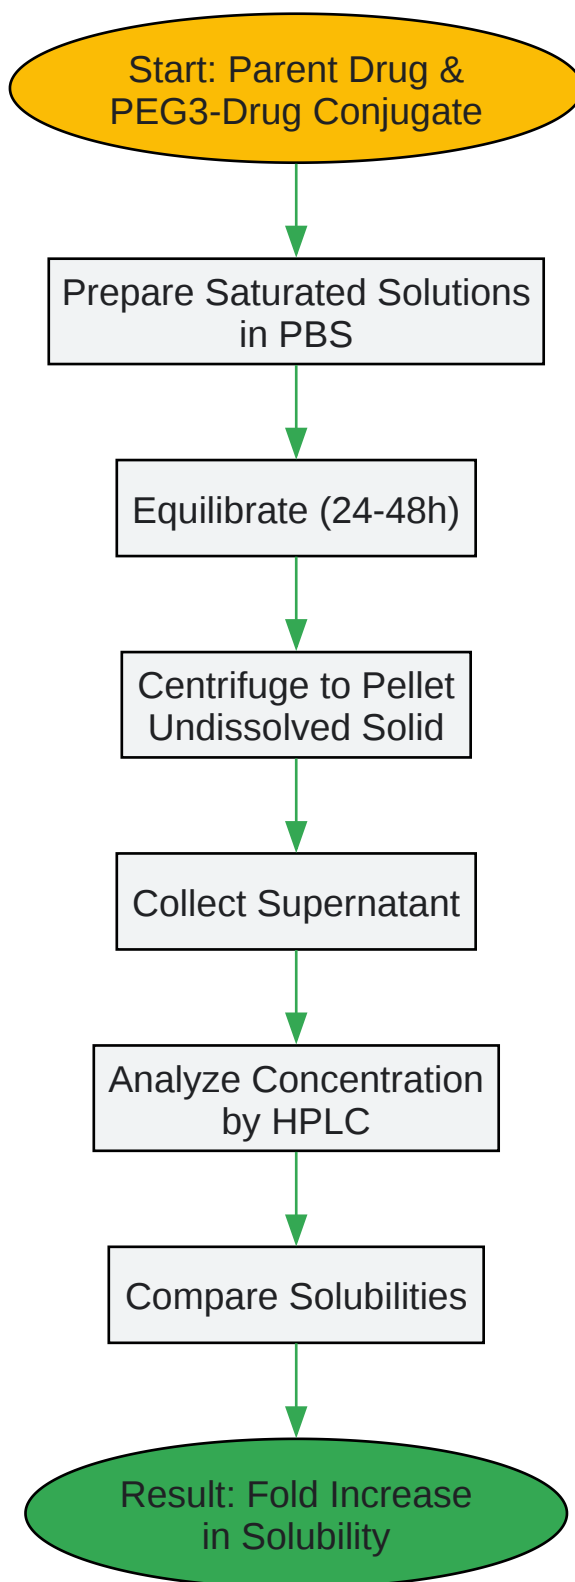 Start: Parent Drug &
PEG3-Drug Conjugate
Prepare Saturated Solutions
in PBS
Equilibrate (24-48h)
Centrifuge to Pellet
Undissolved Solid
Collect Supernatant
Analyze Concentration
by HPLC
Compare Solubilities
Result: Fold Increase
in Solubility